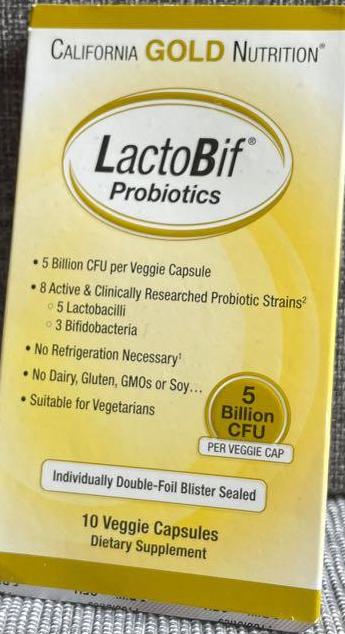 CALIFORNIA GOLD NUTRITION®
LactoBif®
Probiotics
• 5 Billion CFU per Veggie Capsule
• 8 Active & Clinically Researched Probiotic Strains²
○ 5 Lactobacilli
○ 3 Bifidobacteria
• No Refrigeration Necessary¹
• No Dairy, Gluten, GMOs or Soy...
• Suitable for Vegetarians
5
Billion
CFU
PER VEGGIE CAP
Individually Double-Foil Blister Sealed
10 Veggie Capsules
Dietary Supplement